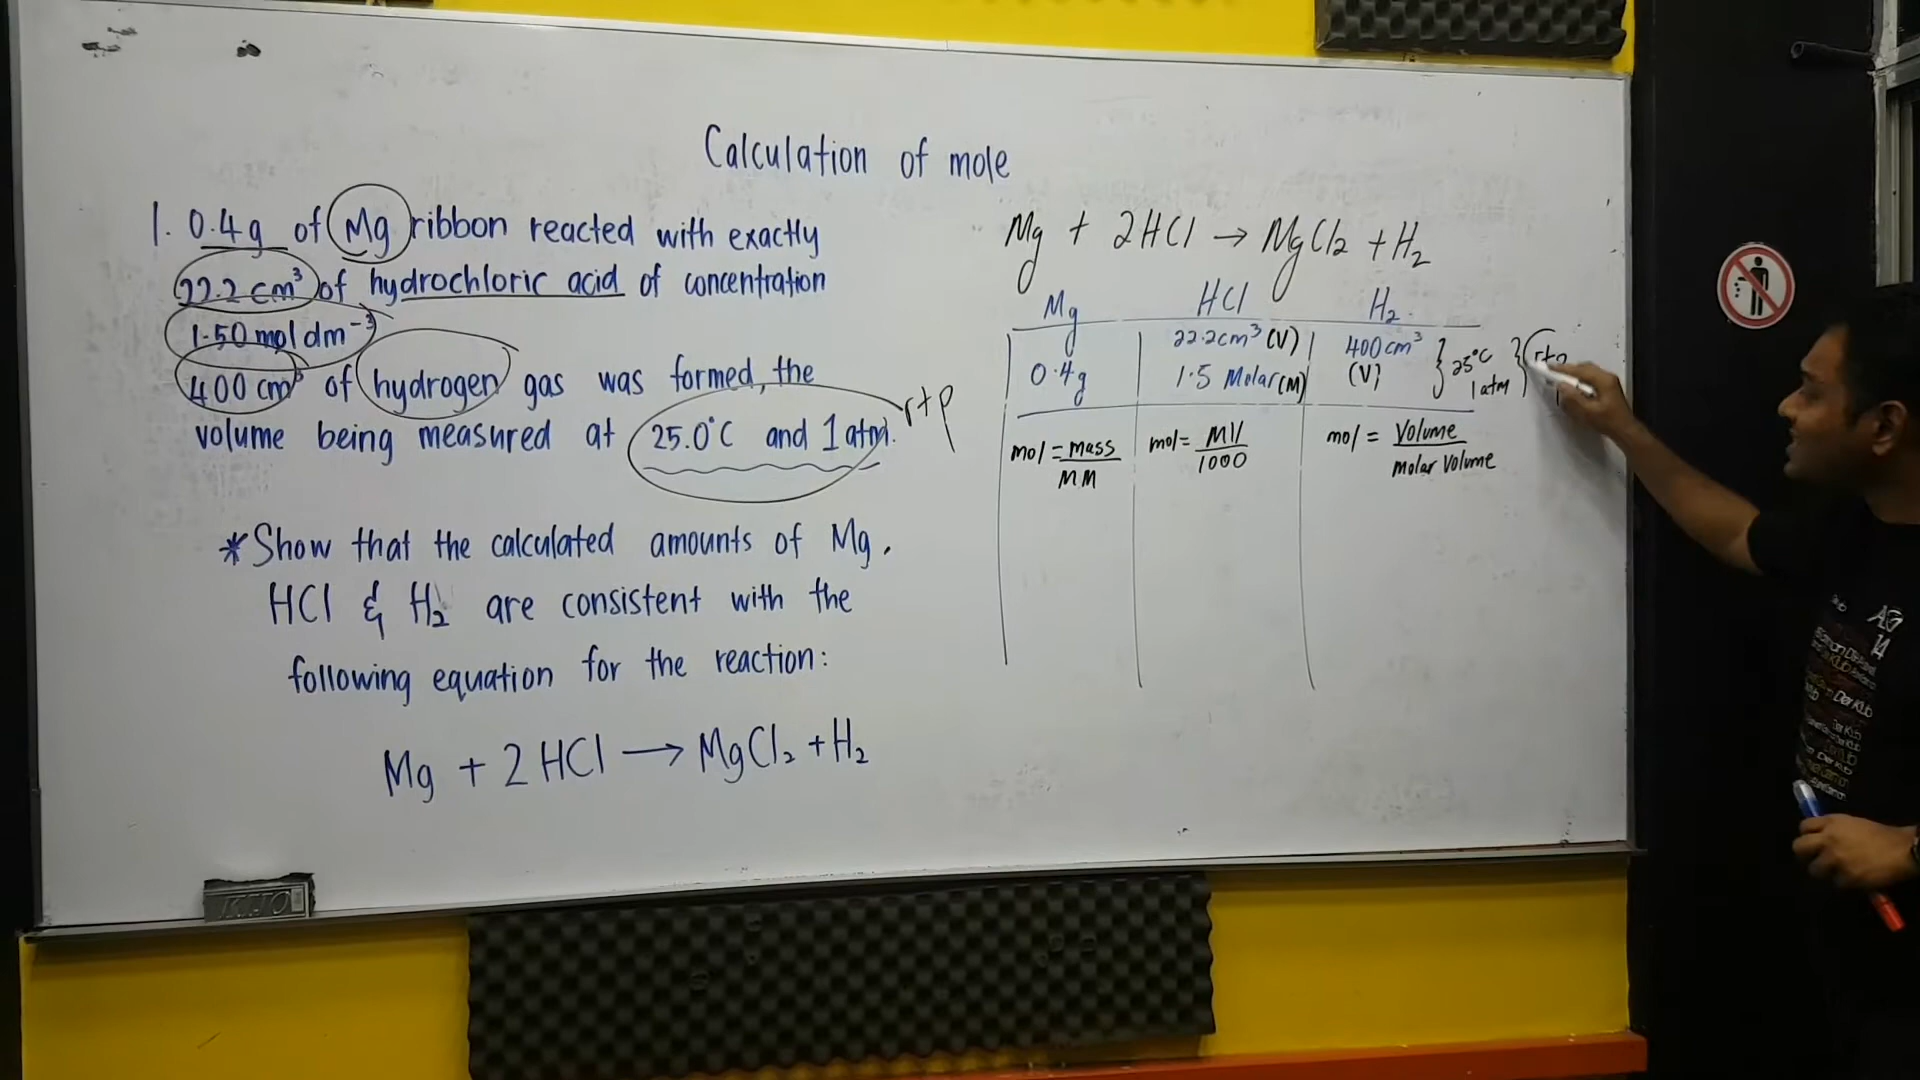 Calculation of mole
1. 0.4g of Mg ribbon reacted with exactly
22.2 cm³ of hydrochloric acid of concentration
1.50 mol dm⁻³
400 cm³ of hydrogen gas was formed, the
volume being measured at 25.0°C and 1 atm. rtp
*Show that the calculated amounts of Mg.
HCl & H₂ are consistent with the
following equation for the reaction:
Mg + 2 HCl → MgCl₂ + H₂
Mg + 2HCl → MgCl₂ + H₂
Mg HCl H₂
0.4g
22.2cm³ (V)
1.5 Molar (M)
400 cm³
(V)
25°C
1 atm
mol = mass
MM
mol = MV
1000
mol = Volume
Molar Volume